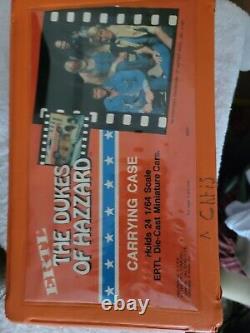 ERTL
THE DUKES
OF HAZZARD
CARRYING CASE
Holds 24 1/64 Scale
ERTL Die-Cast Miniature Cars.